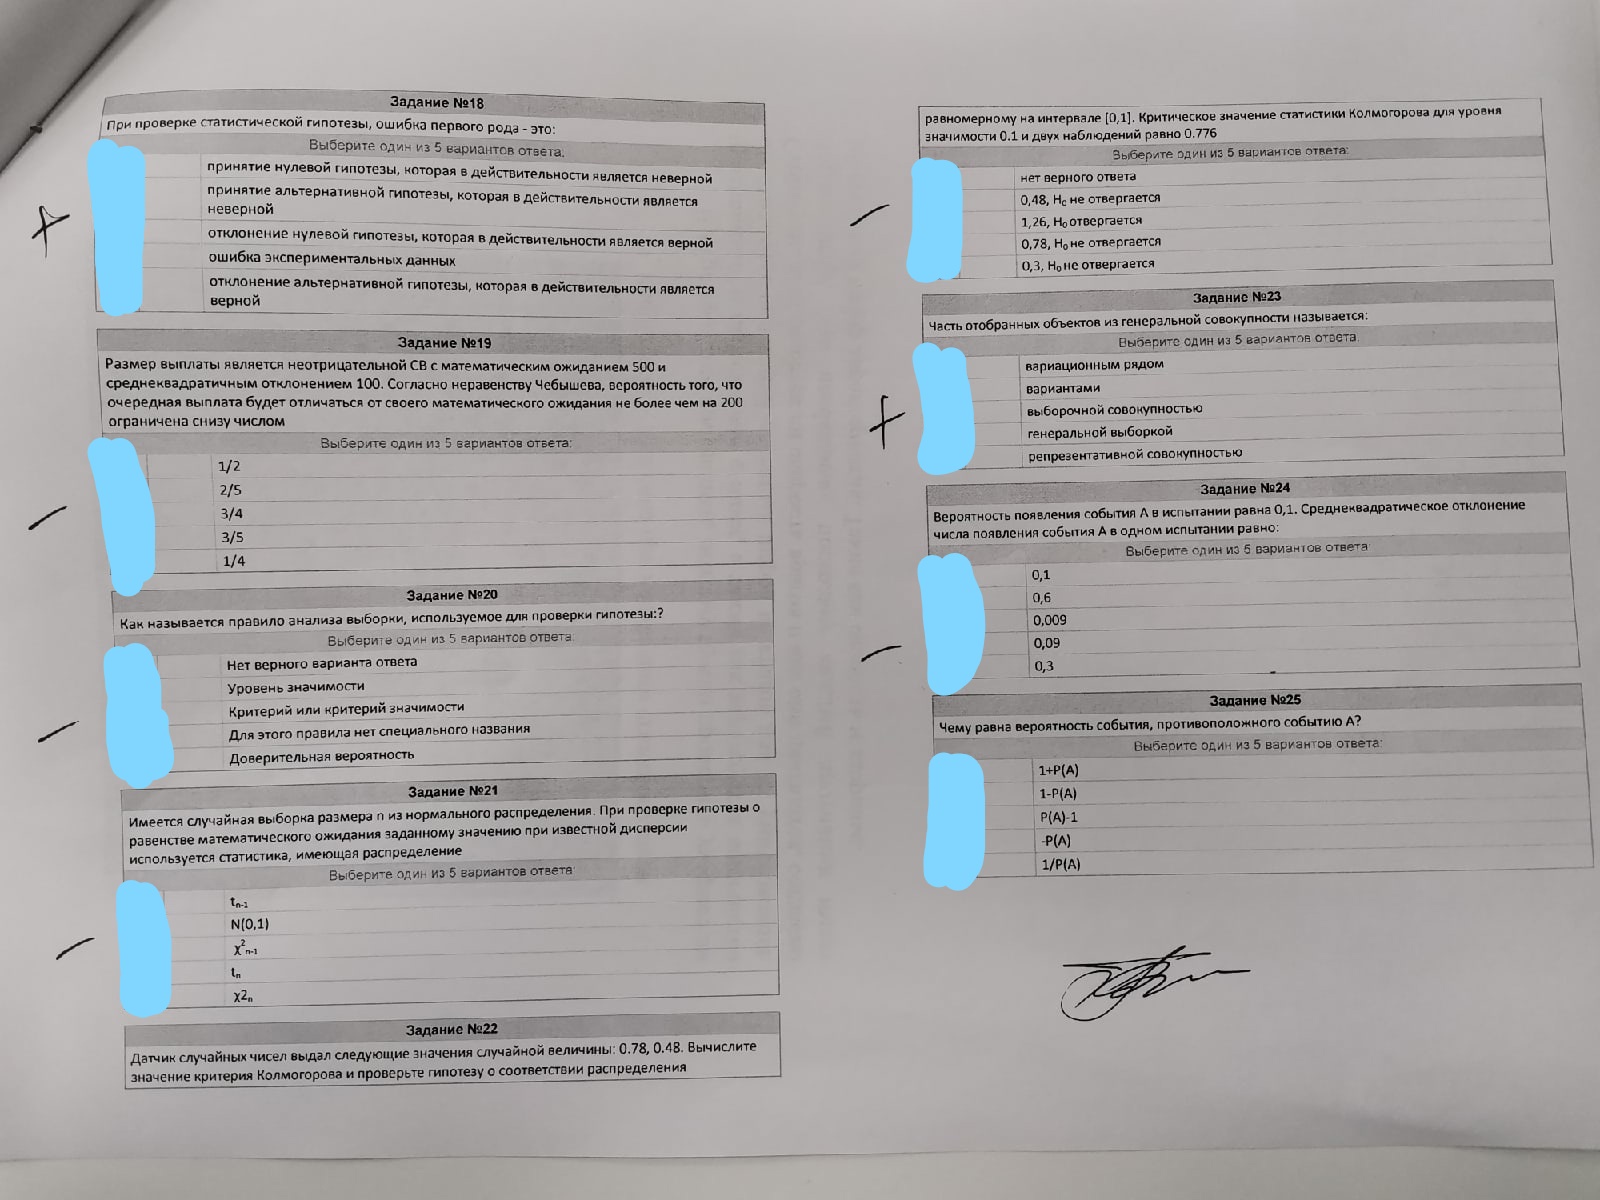 Задание №18
При проверке статистической гипотезы, ошибка первого рода - это:
Выберите один из 5 вариантов ответа:
принятие нулевой гипотезы, которая в действительности является неверной
принятие альтернативной гипотезы, которая в действительности является
неверной
отклонение нулевой гипотезы, которая в действительности является верной
ошибка экспериментальных данных
отклонение альтернативной гипотезы, которая в действительности является
верной
+
Задание №19
Размер выплаты является неотрицательной СВ с математическим ожиданием 500 и
среднеквадратичным отклонением 100. Согласно неравенству Чебышева, вероятность того, что
очередная выплата будет отличаться от своего математического ожидания не более чем на 200
ограничена снизу числом
Выберите один из 5 вариантов ответа:
1/2
2/5
3/4
3/5
1/4
–
Задание №20
Как называется правило анализа выборки, используемое для проверки гипотезы:?
Выберите один из 5 вариантов ответа:
Нет верного варианта ответа
Уровень значимости
Критерий или критерий значимости
Для этого правила нет специального названия
Доверительная вероятность
–
Задание №21
Имеется случайная выборка размера n из нормального распределения. При проверке гипотезы о
равенстве математического ожидания заданному значению при известной дисперсии
используется статистика, имеющая распределение
Выберите один из 5 вариантов ответа:
tₙ₋₁
N(0,1)
χ²ₙ₋₁
tₙ
χ2ₙ
–
Задание №22
Датчик случайных чисел выдал следующие значения случайной величины: 0.78, 0.48. Вычислите
значение критерия Колмогорова и проверьте гипотезу о соответствии распределения
равномерному на интервале [0,1]. Критическое значение статистики Колмогорова для уровня
значимости 0.1 и двух наблюдений равно 0.776
Выберите один из 5 вариантов ответа:
нет верного ответа
0,48, H₀ не отвергается
1,26, H₀ отвергается
0,78, H₀ не отвергается
0,3, H₀ не отвергается
–
Задание №23
Часть отобранных объектов из генеральной совокупности называется:
Выберите один из 5 вариантов ответа:
вариационным рядом
вариантами
выборочной совокупностью
генеральной выборкой
репрезентативной совокупностью
+
Задание №24
Вероятность появления события А в испытании равна 0,1. Среднеквадратическое отклонение
числа появления события А в одном испытании равно:
Выберите один из 5 вариантов ответа:
0,1
0,6
0,009
0,09
0,3
–
Задание №25
Чему равна вероятность события, противоположного событию А?
Выберите один из 5 вариантов ответа:
1+P(A)
1-P(A)
P(A)-1
-P(A)
1/P(A)